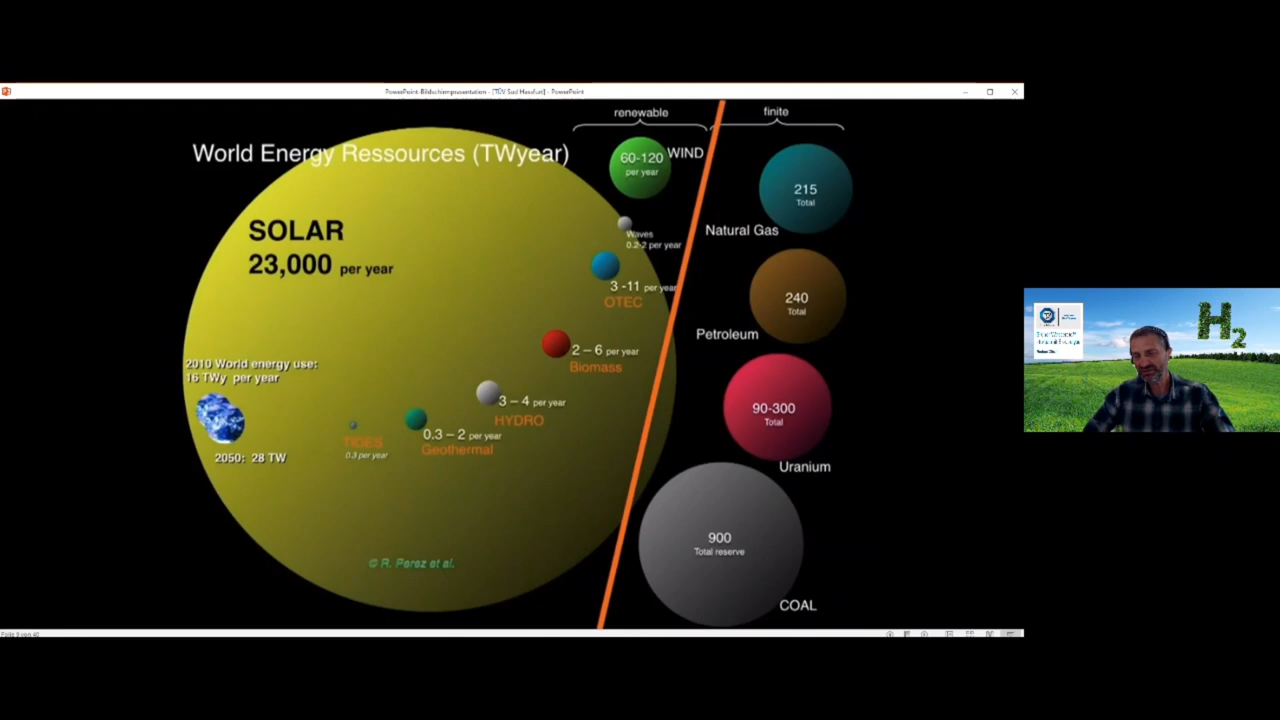 PowerPoint-Bildschirmpräsentation - [TÜV Süd Hassfurt] - PowerPoint
renewable
finite
World Energy Ressources (TWyear)
60-120
per year
WIND
SOLAR
23,000 per year
Waves
0.2-2 per year
3 -11 per year
OTEC
2 – 6 per year
Biomass
2010 World energy use:
16 TWy per year
3 – 4 per year
HYDRO
0.3 – 2 per year
Geothermal
TIDES
0.3 per year
2050: 28 TW
© R. Perez et al.
215
Total
Natural Gas
240
Total
Petroleum
90-300
Total
Uranium
900
Total reserve
COAL
Folie 9 von 40
H2